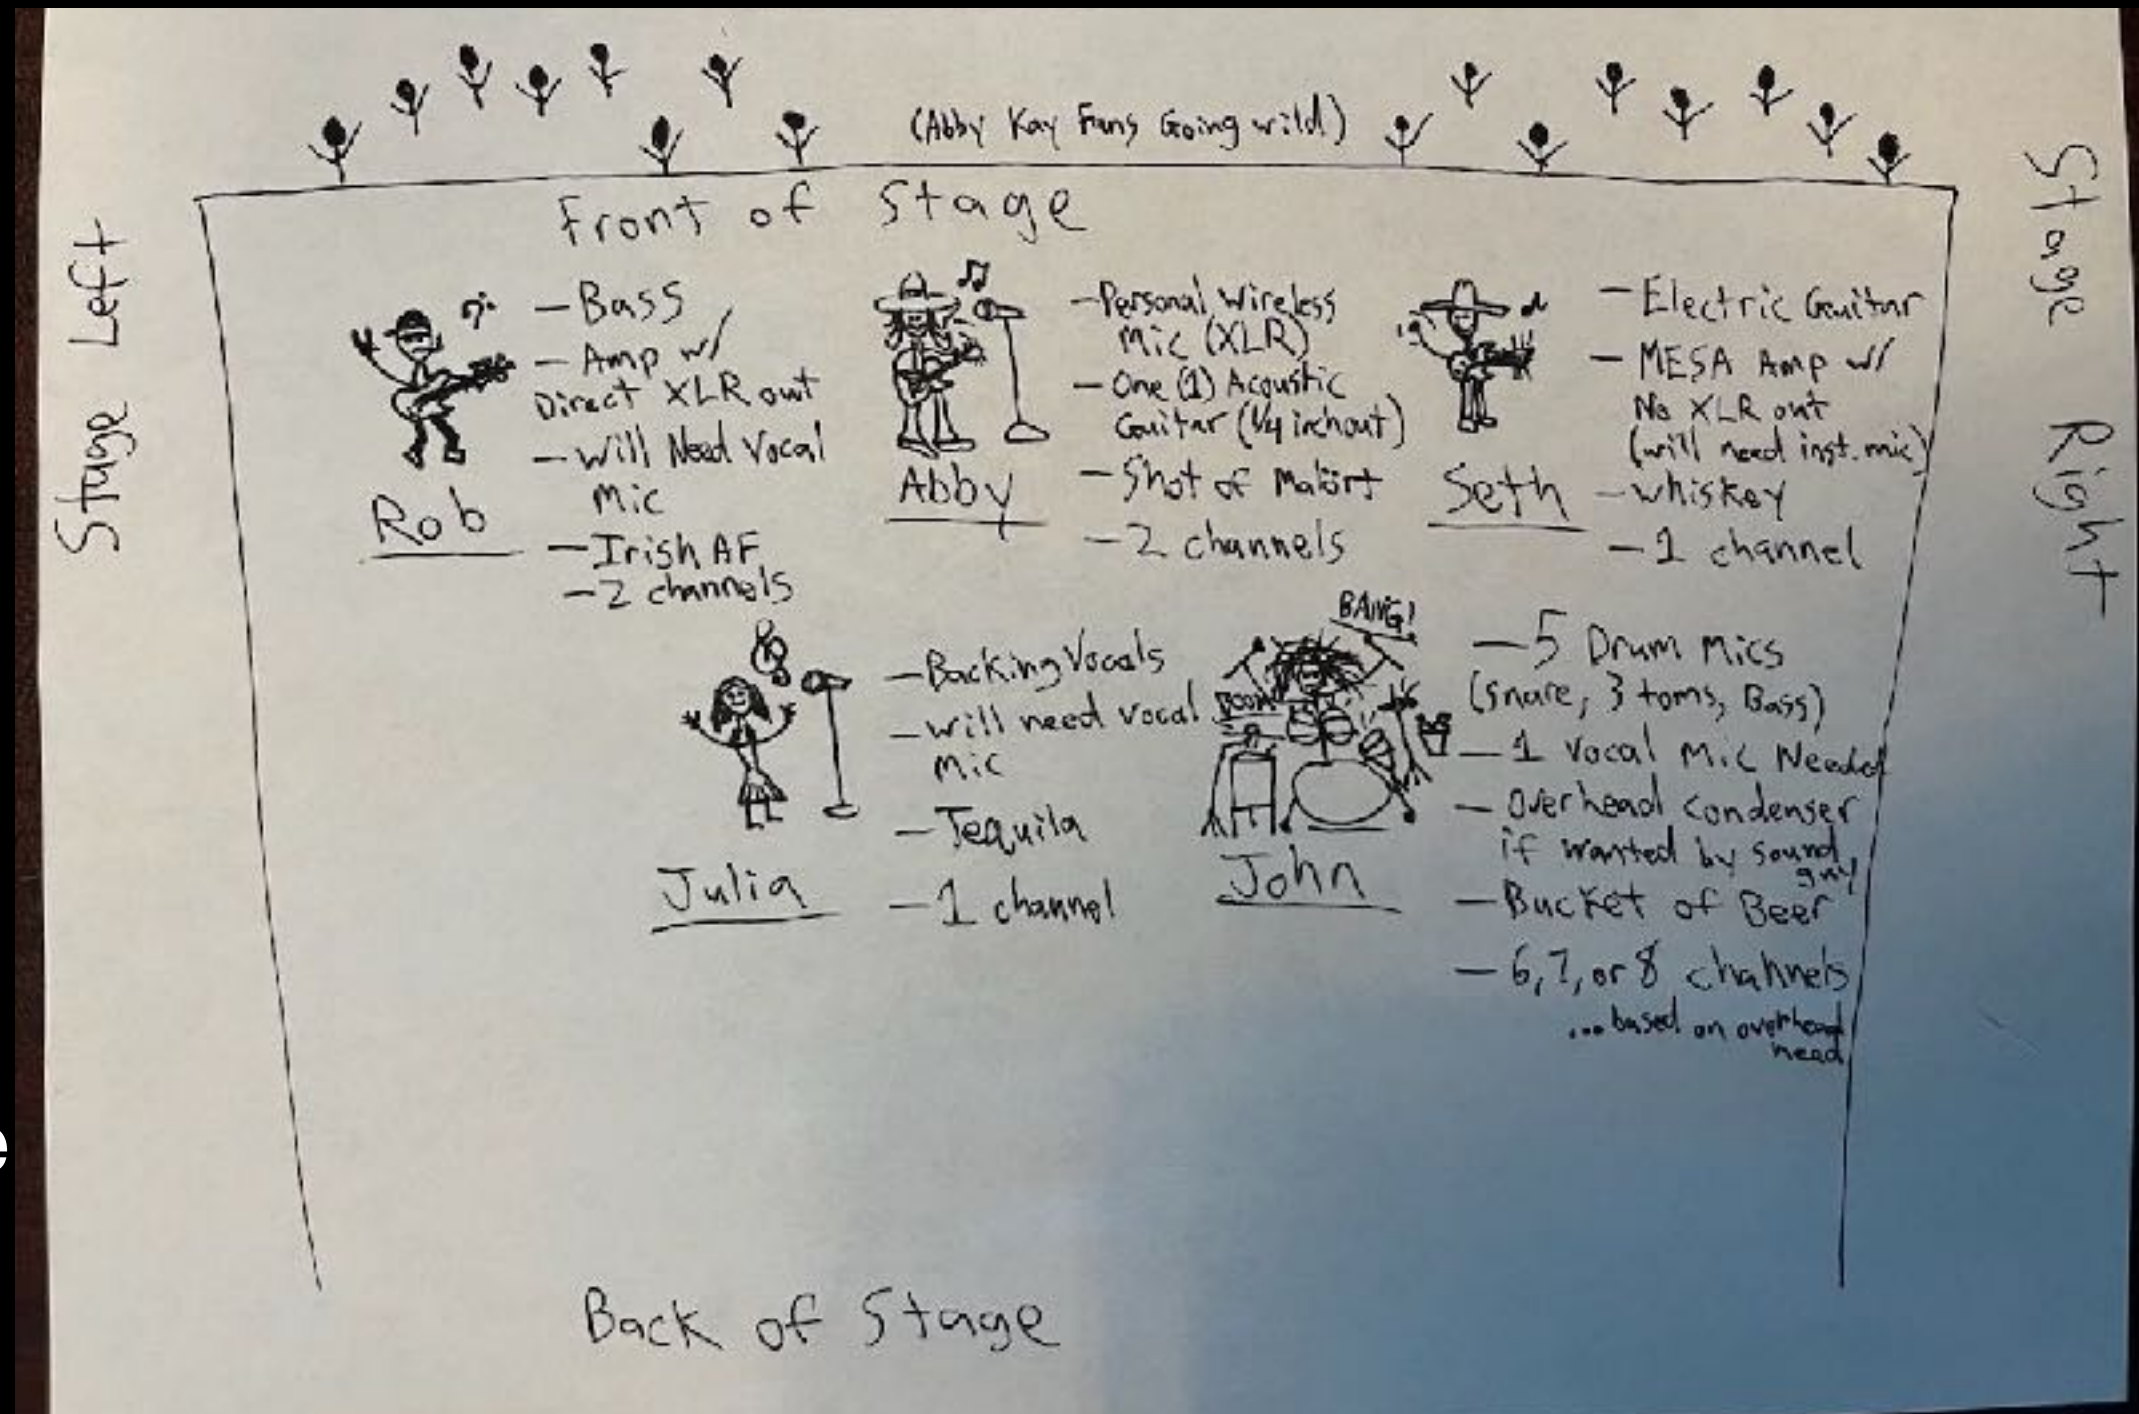 (Abby Kay Fans Going wild)
Front of Stage
Stage Left
Stage Right
- Bass
- Amp w/
Direct XLR out
- Will Need Vocal
Mic
- Irish AF
- 2 channels
Rob
- Personal Wireless
Mic (XLR)
- One (1) Acoustic
Guitar (1/4 inch out)
- Shot of Malört
- 2 channels
Abby
- Electric Guitar
- MESA Amp w/
No XLR out
(will need inst. mic)
- whiskey
- 1 channel
Seth
- Backing Vocals
- will need vocal
Mic
- Tequila
- 1 channel
Julia
BANG!
BOOM!
- 5 Drum Mics
(snare, 3 toms, Bass)
- 1 Vocal Mic Needed
- Overhead condenser
if wanted by sound
guy
- Bucket of Beer
- 6, 7, or 8 channels
... based on overhead
need
John
Back of Stage
e